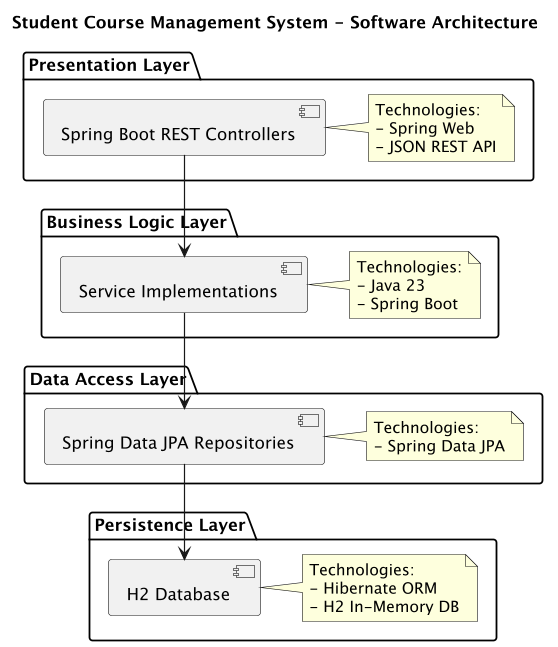 Student Course Management System - Software Architecture
Presentation Layer
Spring Boot REST Controllers
Technologies:
- Spring Web
- JSON REST API
Business Logic Layer
Service Implementations
Technologies:
- Java 23
- Spring Boot
Data Access Layer
Spring Data JPA Repositories
Technologies:
- Spring Data JPA
Persistence Layer
H2 Database
Technologies:
- Hibernate ORM
- H2 In-Memory DB